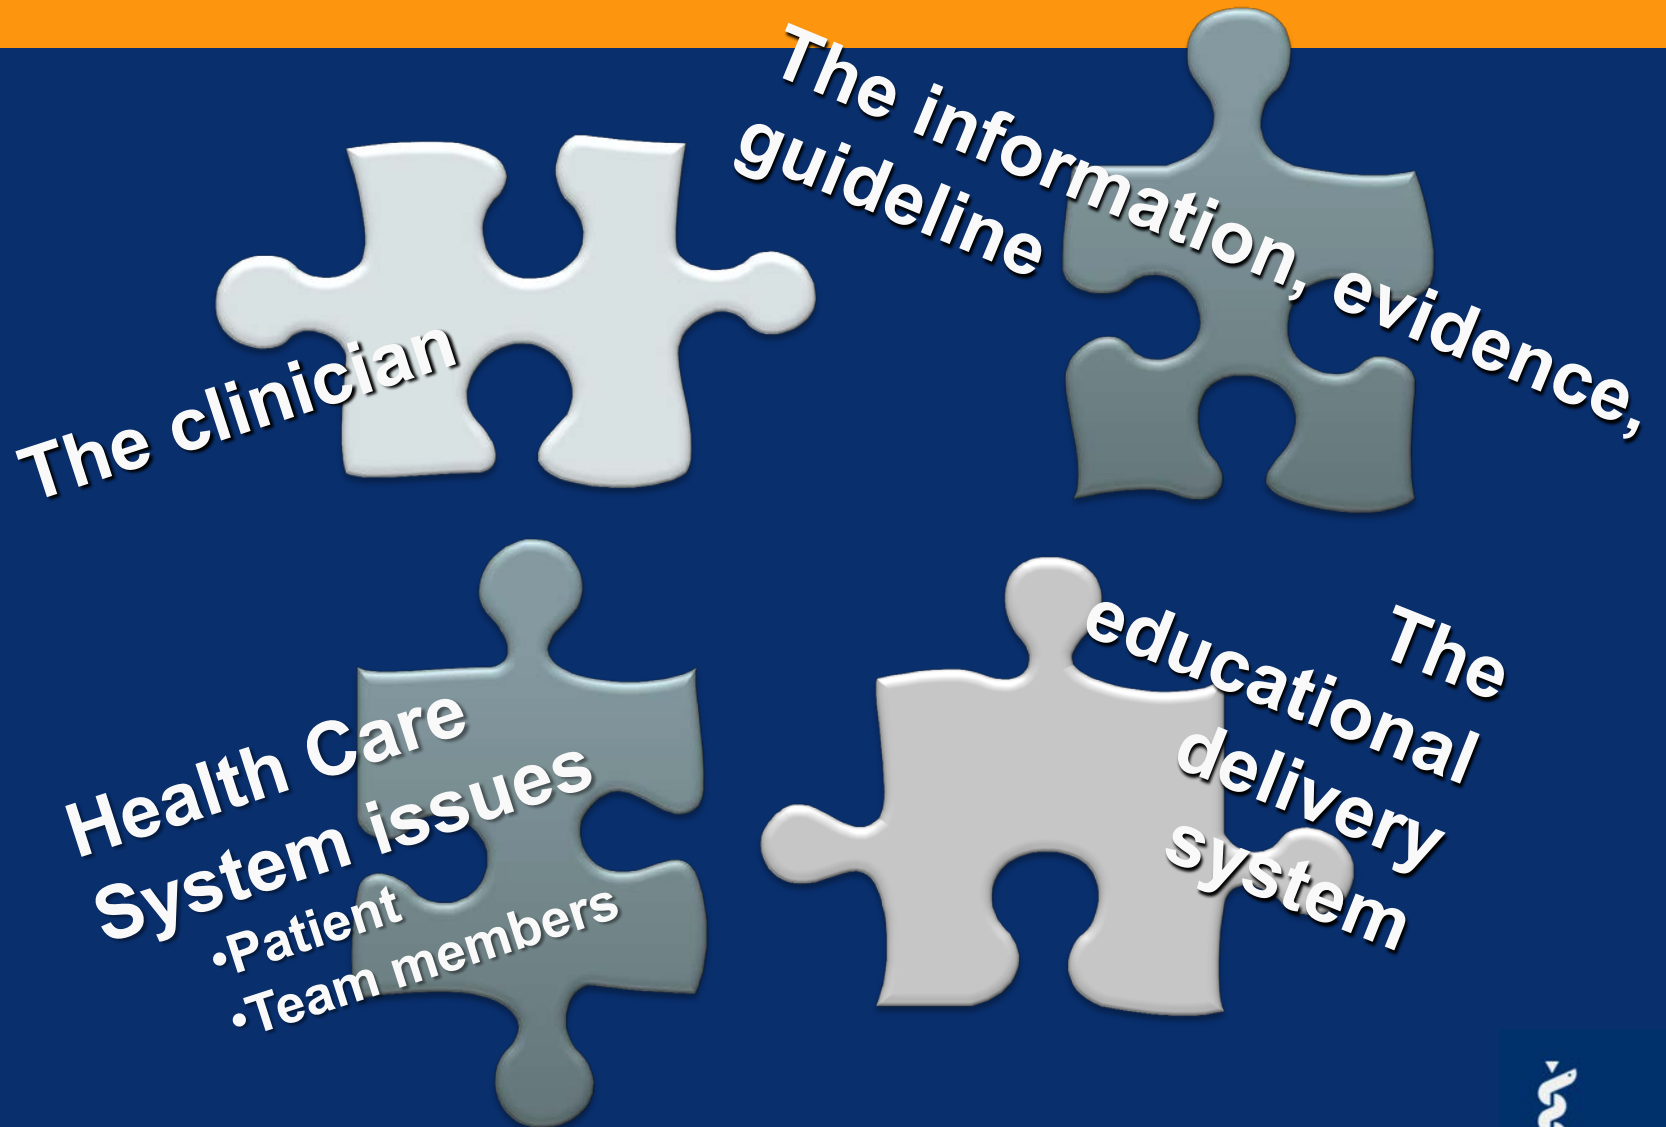 The clinician
The information, evidence,
guideline
Health Care
System issues
•Patient
•Team members
The
educational
delivery
system